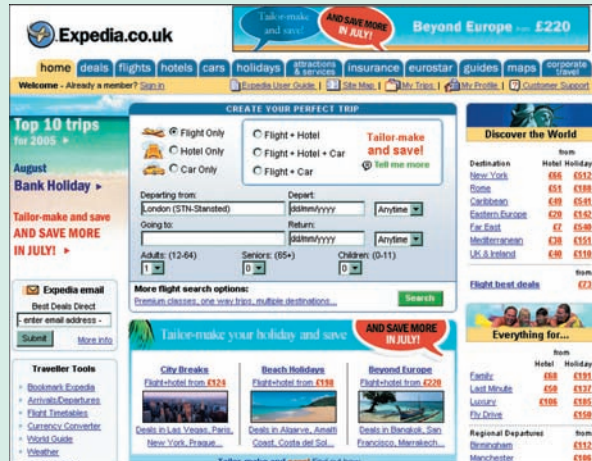 Expedia.co.uk
Tailor-make and save!
AND SAVE MORE IN JULY!
Beyond Europe from £220
home deals flights hotels cars holidays attractions & services insurance eurostar guides maps corporate travel
Welcome - Already a member? Sign in
Expedia User Guide | Site Map | My Trips | My Profile | Customer Support
Top 10 trips
for 2005
August
Bank Holiday
Tailor-make and save
AND SAVE MORE
IN JULY!
Expedia email
Best Deals Direct
- enter email address -
Submit More info
Traveller Tools
Bookmark Expedia
Arrivals/Departures
Flight Timetables
Currency Converter
World Guide
Weather
CREATE YOUR PERFECT TRIP
Flight Only
Hotel Only
Car Only
Flight + Hotel
Flight + Hotel + Car
Flight + Car
Tailor-make
and save!
Tell me more
Departing from: Depart:
London (STN-Stansted) dd/mm/yyyy Anytime
Going to: Return:
dd/mm/yyyy Anytime
Adults: (12-64) Seniors: (65+) Children: (0-11)
1 0 0
More flight search options:
Premium classes, one way trips, multiple destinations...
Search
Tailor-make your holiday and save
AND SAVE MORE
IN JULY!
City Breaks
Flight+hotel from £124
Deals in Las Vegas, Paris,
New York, Prague...
Beach Holidays
Flight+hotel from £198
Deals in Algarve, Amalfi
Coast, Costa del Sol...
Beyond Europe
Flight+hotel from £220
Deals in Bangkok, San
Francisco, Marrakech...
Discover the World
from
Destination Hotel Holiday
New York £66 £512
Rome £51 £188
Caribbean £49 £541
Eastern Europe £20 £142
Far East £7 £540
Mediterranean £38 £151
UK & Ireland £40 £110
from
Flight best deals £73
Everything for...
from
Hotel Holiday
Family £68 £191
Last Minute £50 £137
Luxury £106 £185
Fly Drive £150
Regional Departures from
Birmingham £112
Manchester £106